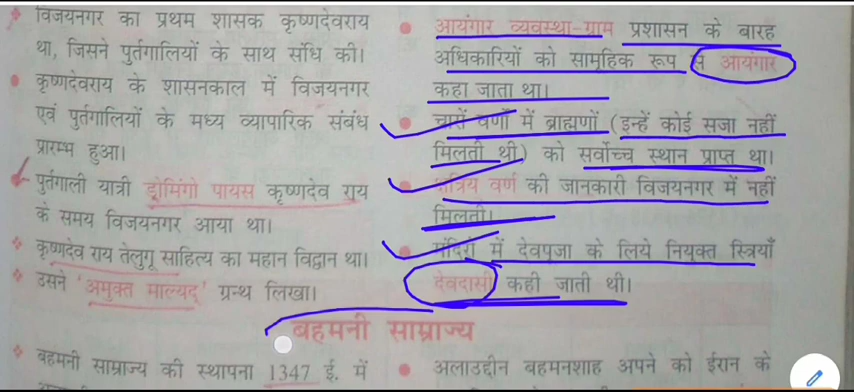 विजयनगर का प्रथम शासक कृष्णदेवराय
था, जिसने पुर्तगालियों के साथ संधि की।
कृष्णदेवराय के शासनकाल में विजयनगर
एवं पुर्तगालियों के मध्य व्यापारिक संबंध
प्रारम्भ हुआ।
पुर्तगाली यात्री डोमिंगो पायस कृष्णदेव राय
के समय विजयनगर आया था।
कृष्णदेव राय तेलुगू साहित्य का महान विद्वान था।
उसने 'अमुक्त माल्यद्' ग्रन्थ लिखा।
आयंगार व्यवस्था-ग्राम प्रशासन के बारह
अधिकारियों को सामूहिक रूप से आयंगार
कहा जाता था।
चारों वर्णों में ब्राह्मणों (इन्हें कोई सजा नहीं
मिलती थी) को सर्वोच्च स्थान प्राप्त था।
क्षत्रिय वर्ण की जानकारी विजयनगर में नहीं
मिलती।
मंदिरों में देवपूजा के लिये नियुक्त स्त्रियाँ
देवदासी कही जाती थी।
बहमनी साम्राज्य
बहमनी साम्राज्य की स्थापना 1347 ई. में
अलाउद्दीन बहमनशाह अपने को ईरान के